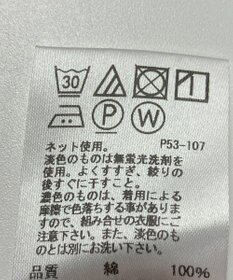 30
P W
ネット使用。 P53-107
淡色のものは無蛍光洗剤を
使用。よくすすぎ、絞りの
後すぐに干すこと。
濃色のものは、着用による
摩擦で色落ちする事があります
ので、組み合せの衣服にご
注意下さい。また、淡色のもの
とは別にお洗い下さい。
品質 綿 100%